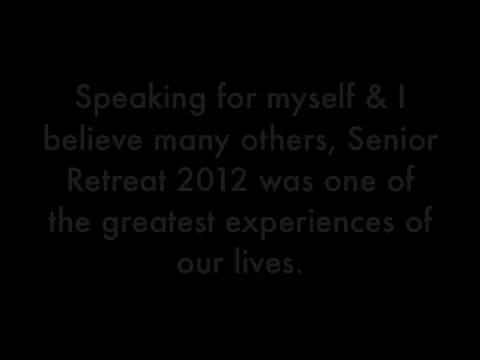 Speaking for myself & I
believe many others, Senior
Retreat 2012 was one of
the greatest experiences of
our lives.